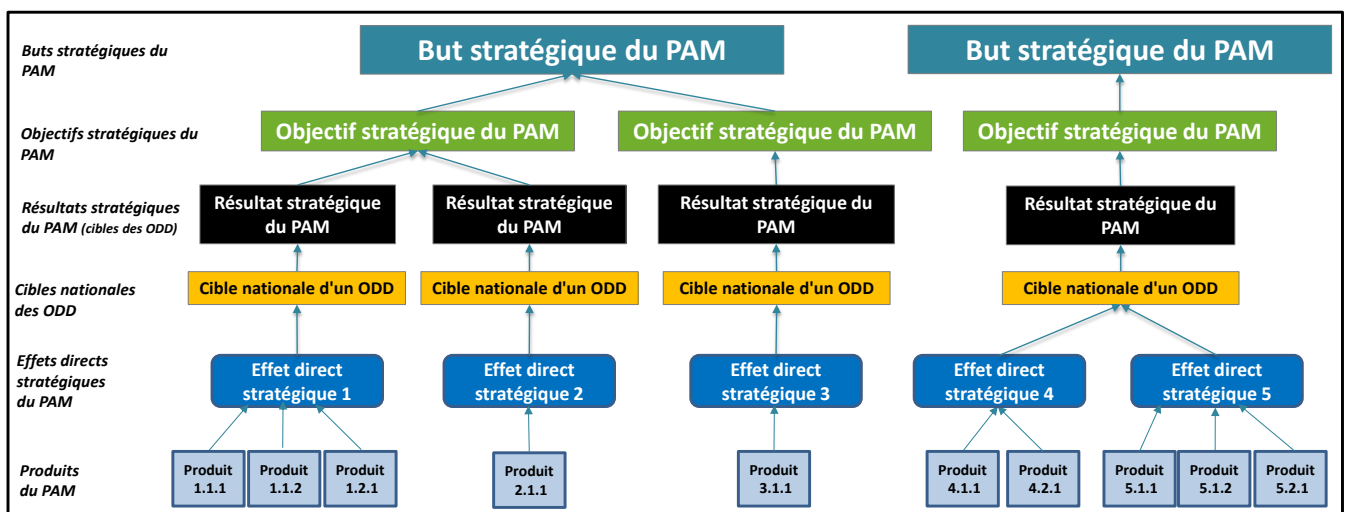 Buts stratégiques du
PAM
But stratégique du PAM
But stratégique du PAM
Objectifs stratégiques du
PAM
Objectif stratégique du PAM
Objectif stratégique du PAM
Objectif stratégique du PAM
Résultats stratégiques
du PAM (cibles des ODD)
Résultat stratégique
du PAM
Résultat stratégique
du PAM
Résultat stratégique du
PAM
Résultat stratégique du
PAM
Cibles nationales
des ODD
Cible nationale d'un ODD
Cible nationale d'un ODD
Cible nationale d'un ODD
Cible nationale d'un ODD
Effets directs
stratégiques
du PAM
Effet direct
stratégique 1
Effet direct
stratégique 2
Effet direct
stratégique 3
Effet direct
stratégique 4
Effet direct
stratégique 5
Produits
du PAM
Produit
1.1.1
Produit
1.1.2
Produit
1.2.1
Produit
2.1.1
Produit
3.1.1
Produit
4.1.1
Produit
4.2.1
Produit
5.1.1
Produit
5.1.2
Produit
5.2.1